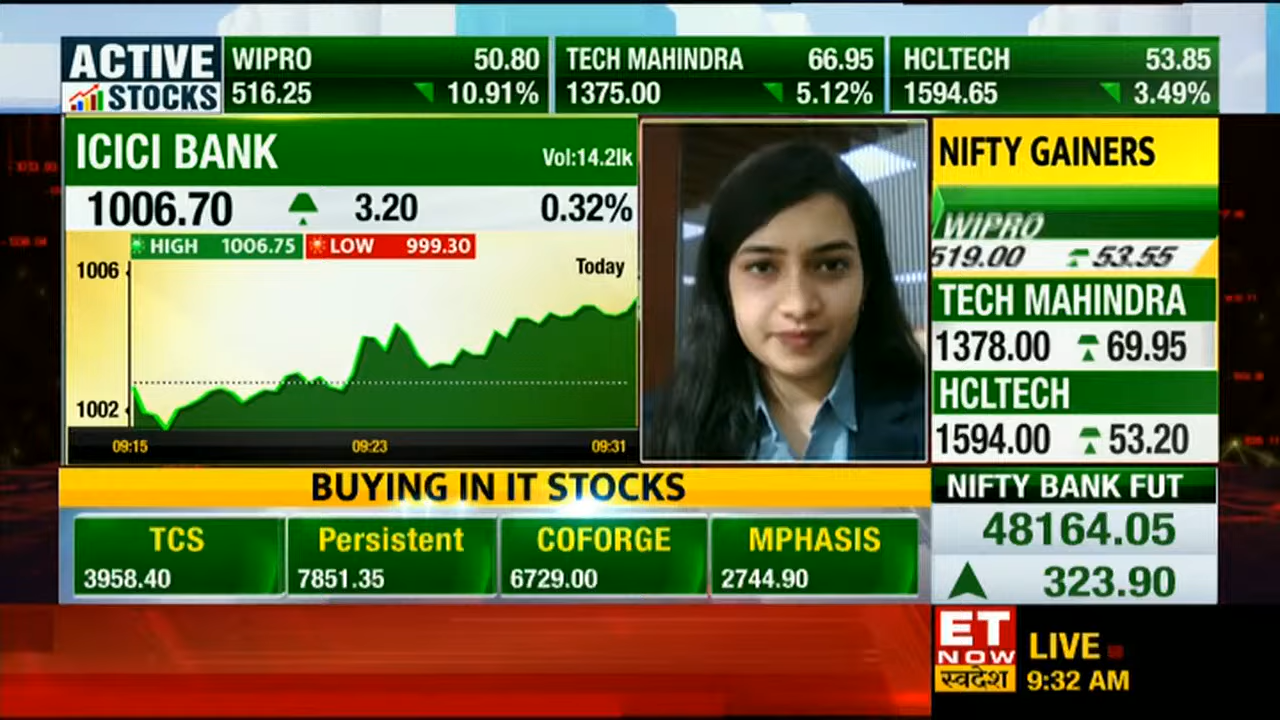 ACTIVE
STOCKS
WIPRO 50.80
516.25 10.91%
TECH MAHINDRA 66.95
1375.00 5.12%
HCLTECH 53.85
1594.65 3.49%
ICICI BANK Vol:14.2lk
1006.70 3.20 0.32%
HIGH 1006.75 LOW 999.30
1006
Today
1002
09:15 09:23 09:31
NIFTY GAINERS
WIPRO
519.00 53.55
TECH MAHINDRA
1378.00 69.95
HCLTECH
1594.00 53.20
NIFTY BANK FUT
48164.05
323.90
BUYING IN IT STOCKS
TCS
3958.40
Persistent
7851.35
COFORGE
6729.00
MPHASIS
2744.90
ET
NOW
स्वदेश
LIVE
9:32 AM